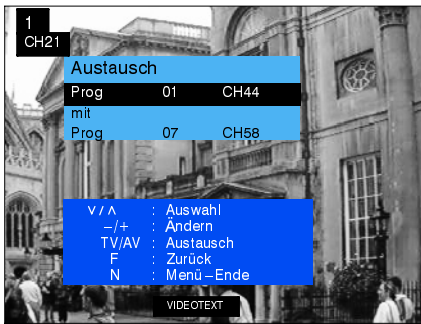 1
CH21
Austausch
Prog 01 CH44
mit
Prog 07 CH58
∨/∧ : Auswahl
–/+ : Ändern
TV/AV : Austausch
F : Zurück
N : Menü–Ende
VIDEOTEXT